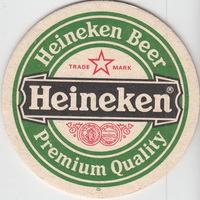 Heineken Beer
TRADE MARK
Heineken®
Premium Quality